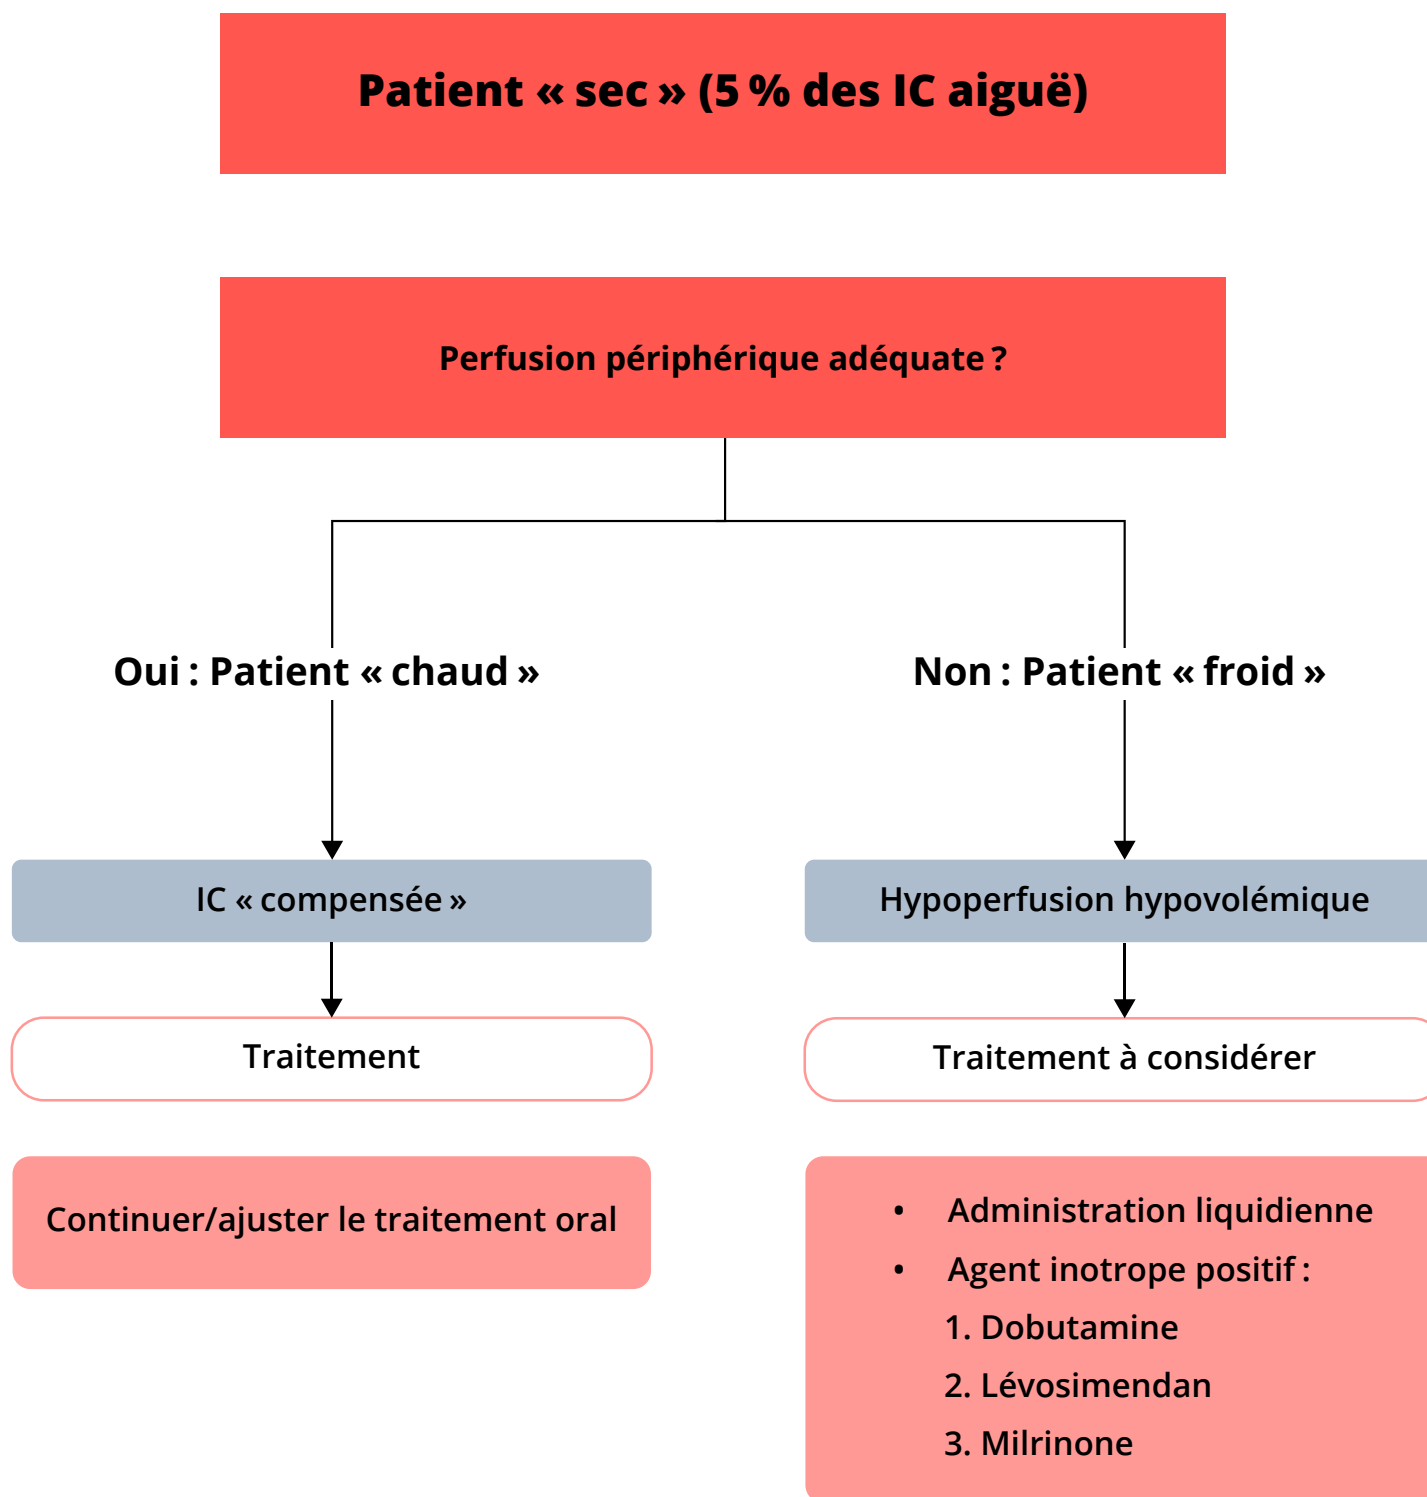 Patient « sec » (5 % des IC aiguë)
Perfusion périphérique adéquate ?
Oui : Patient « chaud »
Non : Patient « froid »
IC « compensée »
Hypoperfusion hypovolémique
Traitement
Traitement à considérer
Continuer/ajuster le traitement oral
• Administration liquidienne
• Agent inotrope positif :
1. Dobutamine
2. Lévosimendan
3. Milrinone